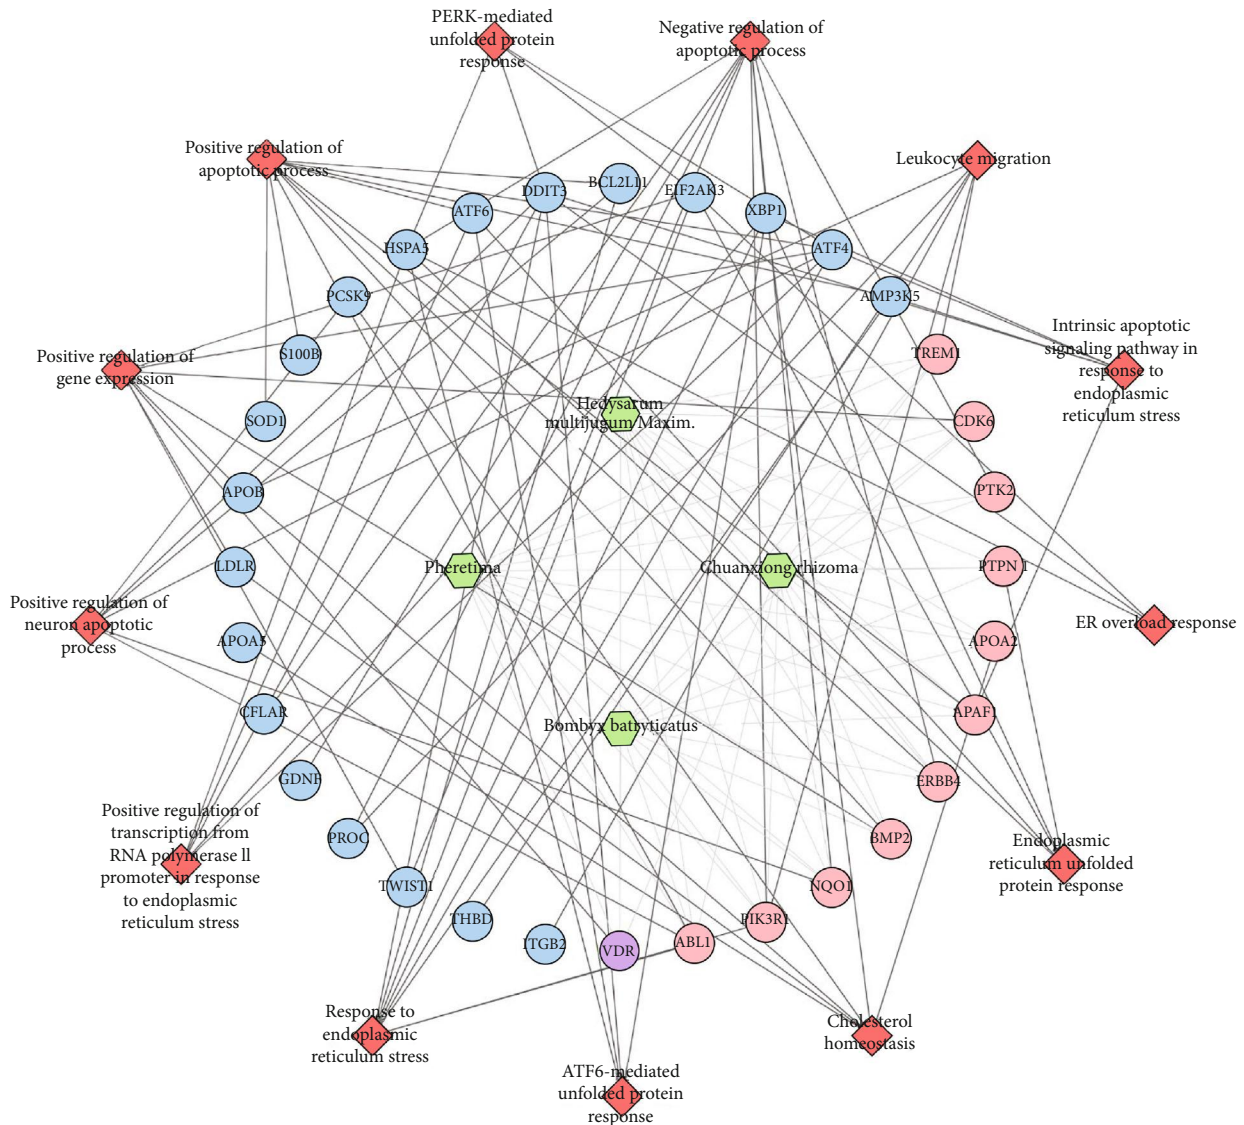 PERK-mediated
unfolded protein
response
Negative regulation of
apoptotic process
Positive regulation of
apoptotic process
Leukocyte migration
BCL2L11
DDIT3
EIF2AK3
ATF6
XBP1
HSPA5
ATF4
PCSK9
AMP3K5
S100B
TREM1
Intrinsic apoptotic
signaling pathway in
response to
endoplasmic
reticulum stress
Positive regulation of
gene expression
Hedysarum
multijugum Maxim.
SOD1
CDK6
APOB
PTK2
LDLR
Pheretima
Chuanxiong rhizoma
PTPN1
Positive regulation of
neuron apoptotic
process
ER overload response
APOA5
APOA2
CFLAR
APAF1
Bombyx batryticatus
GDNF
ERBB4
Positive regulation of
transcription from
RNA polymerase ll
promoter in response
to endoplasmic
reticulum stress
PROC
BMP2
Endoplasmic
reticulum unfolded
protein response
TWIST1
NQO1
THBD
PIK3R1
ITGB2
VDR
ABL1
Response to
endoplasmic
reticulum stress
Cholesterol
homeostasis
ATF6-mediated
unfolded protein
response